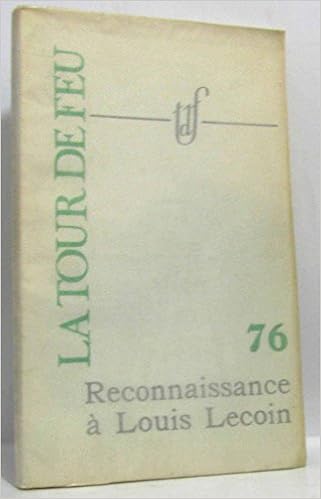 LA TOUR DE FEU
tdf
76
Reconnaissance
à Louis Lecoin